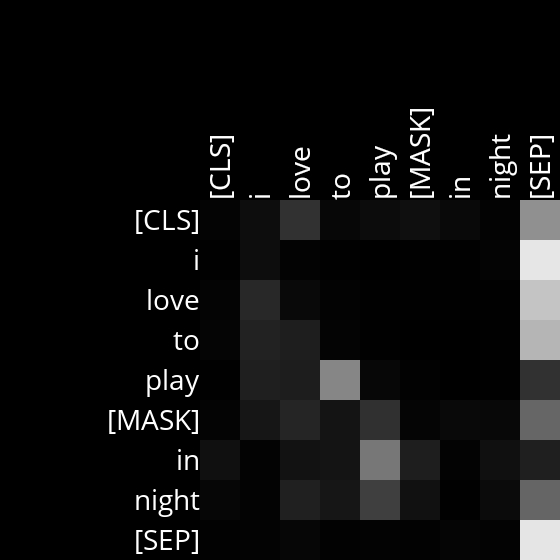 [CLS] i love to play [MASK] in night [SEP]
[CLS]
i
love
to
play
[MASK]
in
night
[SEP]